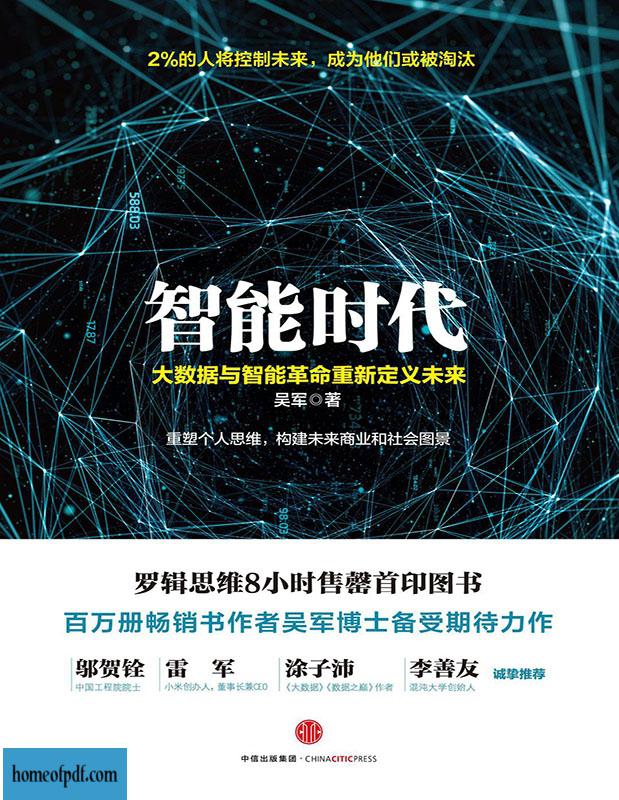 2%的人将控制未来，成为他们或被淘汰
586.03
17.87
98.03
智能时代
大数据与智能革命重新定义未来
吴军◎著
重塑个人思维，构建未来商业和社会图景
罗辑思维8小时售罄首印图书
百万册畅销书作者吴军博士备受期待力作
邬贺铨 雷 军 涂子沛 李善友 诚挚推荐
中国工程院院士 小米创办人，董事长兼CEO 《大数据》《数据之巅》作者 混沌大学创始人
中信出版集团·CHINACITICPRESS
homeofpdf.com